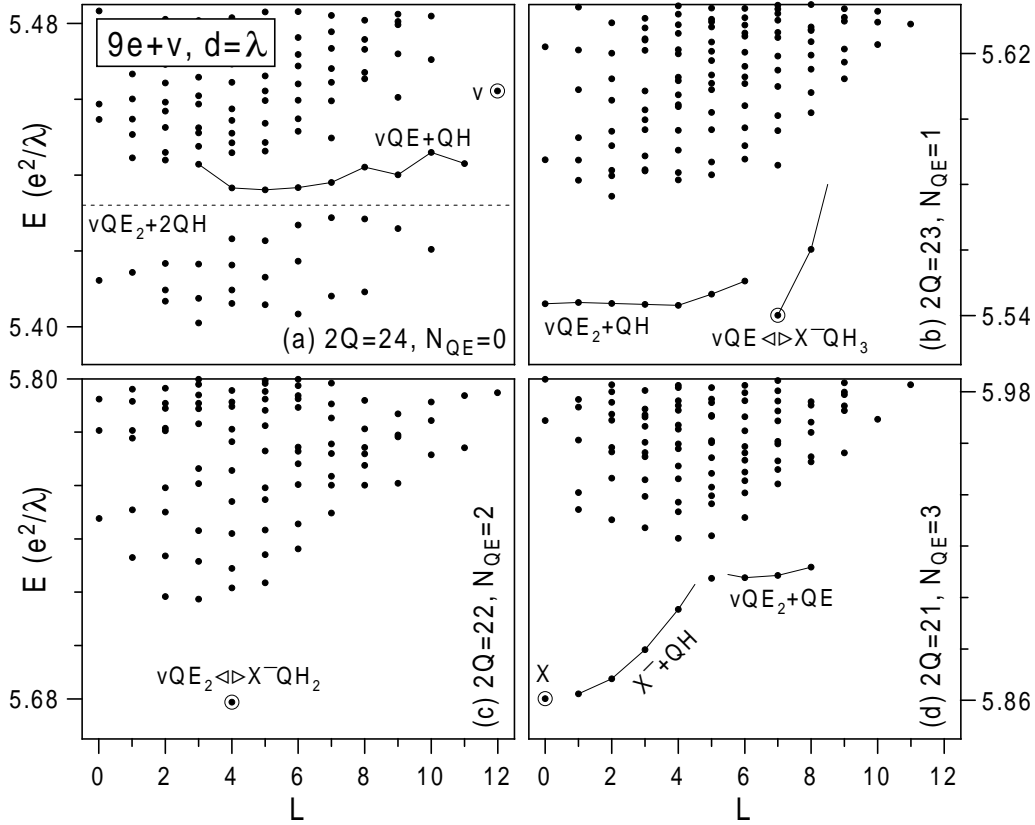 9e+v, d=λ
5.48
5.40
E (e²/λ)
v
vQE+QH
vQE₂+2QH
(a) 2Q=24, N_QE=0
5.62
5.54
vQE₂+QH
vQE◁▷X⁻QH₃
(b) 2Q=23, N_QE=1
5.80
5.68
E (e²/λ)
vQE₂◁▷X⁻QH₂
(c) 2Q=22, N_QE=2
0 2 4 6 8 10 12
L
5.98
5.86
X
X⁻+QH
vQE₂+QE
(d) 2Q=21, N_QE=3
0 2 4 6 8 10 12
L